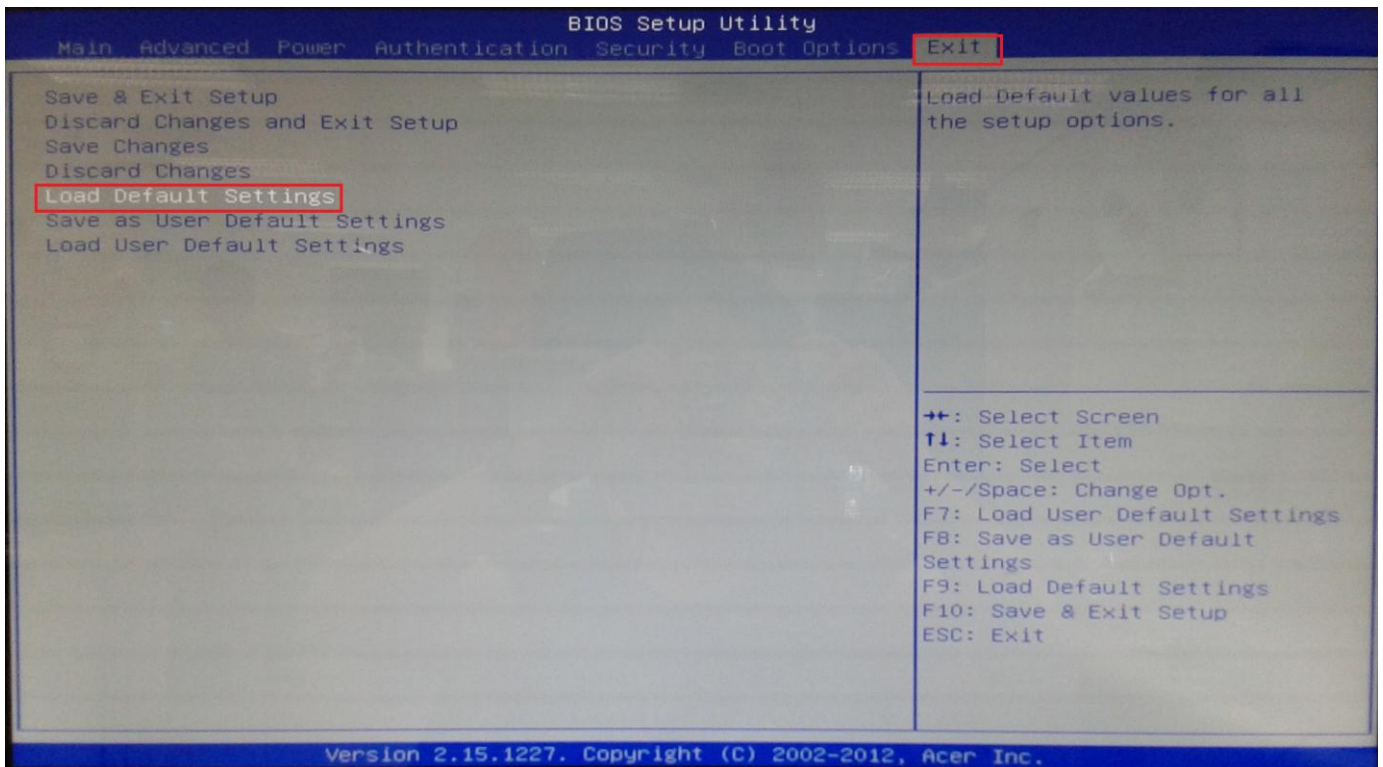 BIOS Setup Utility
Main Advanced Power Authentication Security Boot Options Exit
Save & Exit Setup
Discard Changes and Exit Setup
Save Changes
Discard Changes
Load Default Settings
Save as User Default Settings
Load User Default Settings
Load Default values for all
the setup options.
→←: Select Screen
↑↓: Select Item
Enter: Select
+/-/Space: Change Opt.
F7: Load User Default Settings
F8: Save as User Default
Settings
F9: Load Default Settings
F10: Save & Exit Setup
ESC: Exit
Version 2.15.1227. Copyright (C) 2002-2012, Acer Inc.